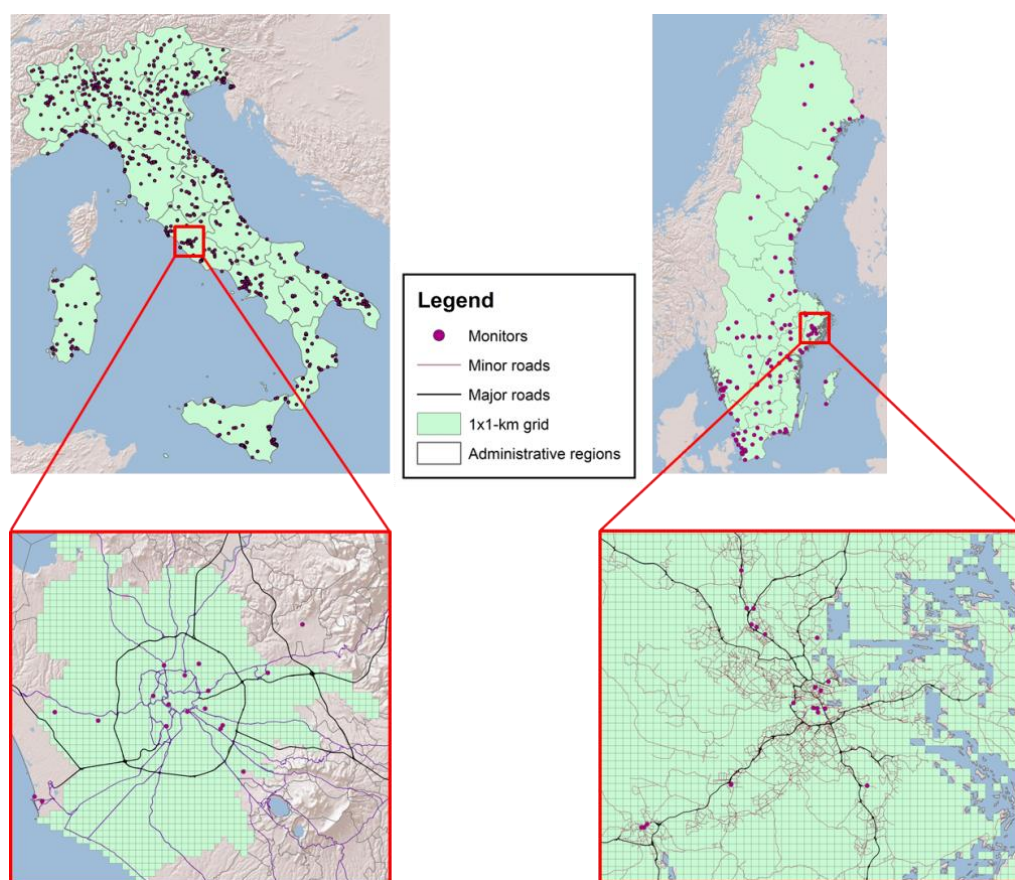 Legend
Monitors
Minor roads
Major roads
1x1-km grid
Administrative regions